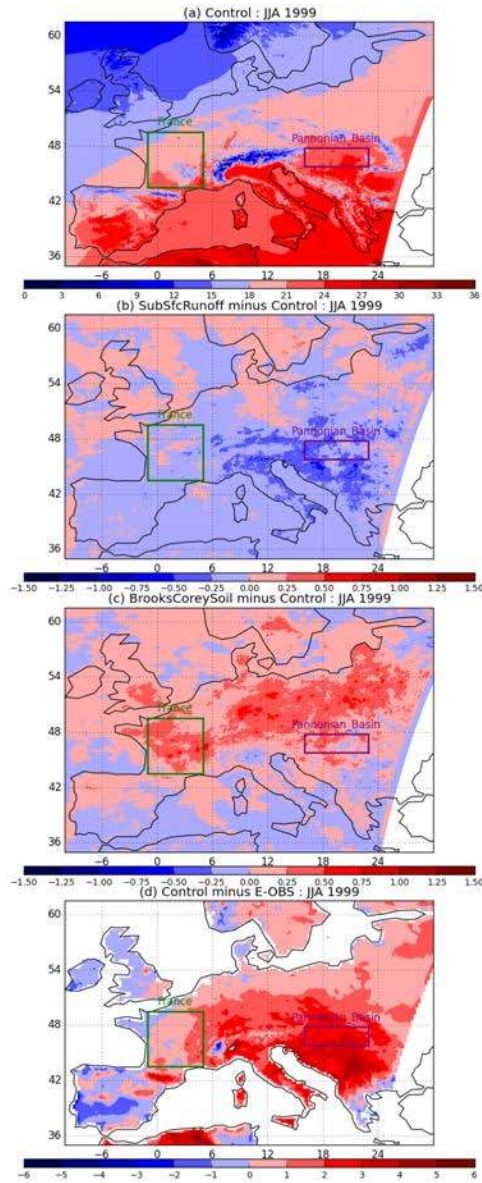 (a) Control : JJA 1999
60
54
48
42
36
France
Pannonian_Basin
−6 0 6 12 18 24
0 3 6 9 12 15 18 21 24 27 30 33 36
(b) SubSfcRunoff minus Control : JJA 1999
60
54
48
42
36
France
Pannonian_Basin
−6 0 6 12 18 24
−1.50 −1.25 −1.00 −0.75 −0.50 −0.25 0.00 0.25 0.50 0.75 1.00 1.25 1.50
(c) BrooksCoreySoil minus Control : JJA 1999
60
54
48
42
36
France
Pannonian_Basin
−6 0 6 12 18 24
−1.50 −1.25 −1.00 −0.75 −0.50 −0.25 0.00 0.25 0.50 0.75 1.00 1.25 1.50
(d) Control minus E-OBS : JJA 1999
60
54
48
42
36
France
Pannonian_Basin
−6 0 6 12 18 24
−6 −5 −4 −3 −2 −1 0 1 2 3 4 5 6